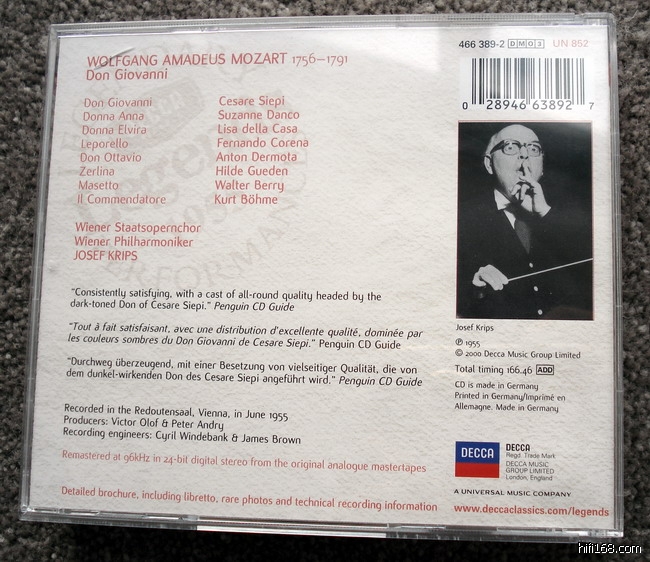 WOLFGANG AMADEUS MOZART 1756–1791
Don Giovanni
Don Giovanni Cesare Siepi
Donna Anna Suzanne Danco
Donna Elvira Lisa della Casa
Leporello Fernando Corena
Don Ottavio Anton Dermota
Zerlina Hilde Gueden
Masetto Walter Berry
Il Commendatore Kurt Böhme
Wiener Staatsopernchor
Wiener Philharmoniker
JOSEF KRIPS
"Consistently satisfying, with a cast of all-round quality headed by the
dark-toned Don of Cesare Siepi." Penguin CD Guide
"Tout à fait satisfaisant, avec une distribution d'excellente qualité, dominée par
les couleurs sombres du Don Giovanni de Cesare Siepi." Penguin CD Guide
"Durchweg überzeugend, mit einer Besetzung von vielseitiger Qualität, die von
dem dunkel-wirkenden Don des Cesare Siepi angeführt wird." Penguin CD Guide
Recorded in the Redoutensaal, Vienna, in June 1955
Producers: Victor Olof & Peter Andry
Recording engineers: Cyril Windebank & James Brown
Remastered at 96kHz in 24-bit digital stereo from the original analogue mastertapes
Detailed brochure, including libretto, rare photos and technical recording information
466 389-2 DMO3 UN 852
0 28946 63892 7
Josef Krips
℗ 1955
© 2000 Decca Music Group Limited
Total timing 166.46 ADD
CD is made in Germany
Printed in Germany/Imprimé en
Allemagne. Made in Germany
DECCA
DECCA
Regd. Trade Mark
DECCA MUSIC
GROUP LIMITED
London, England
A UNIVERSAL MUSIC COMPANY
www.deccaclassics.com/legends
hifi168.com